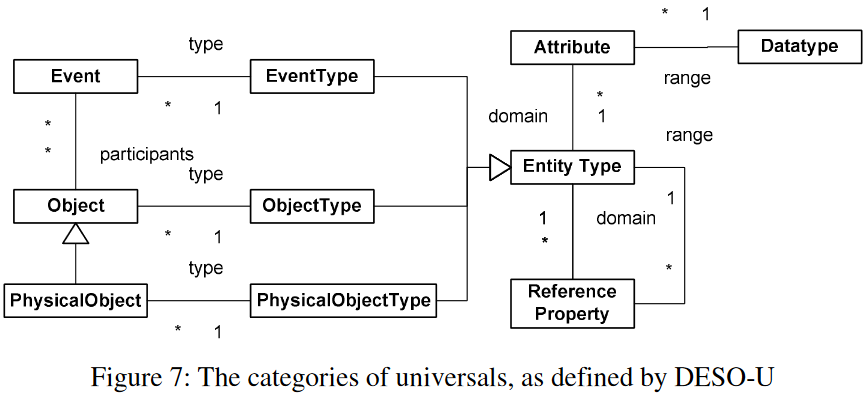 type
* 1
Attribute
Datatype
Event
EventType
* 1
range
*
*
participants
type
domain
*
1
range
Entity Type
Object
ObjectType
* 1
type
1
*
domain
1
*
PhysicalObject
PhysicalObjectType
* 1
Reference
Property
Figure 7: The categories of universals, as defined by DESO-U